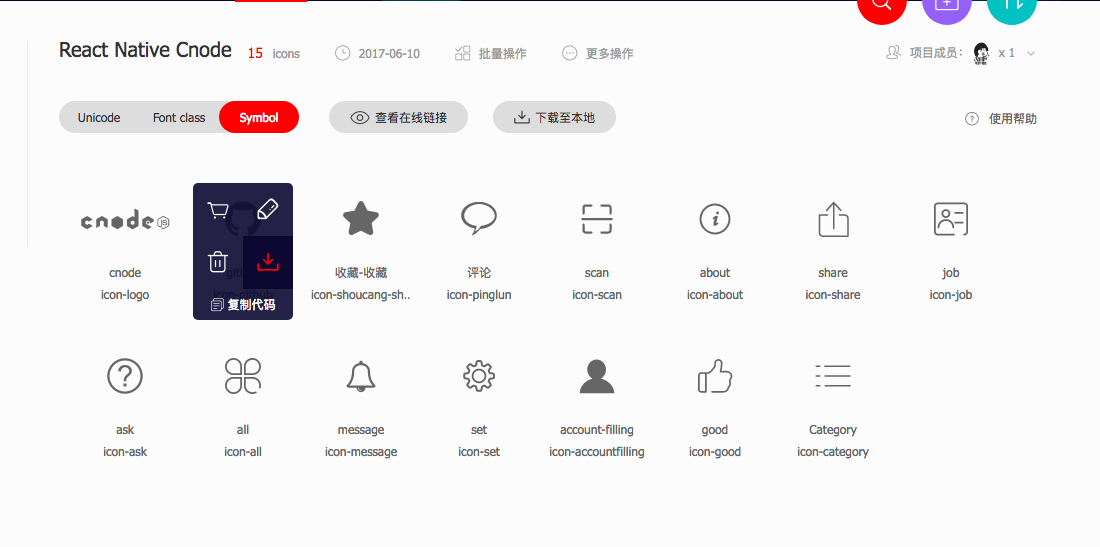 React Native Cnode 15 icons 2017-06-10 批量操作 更多操作 项目成员: x 1
Unicode Font class Symbol 查看在线链接 下载至本地 使用帮助
cnode JS
cnode 收藏-收藏 评论 scan about share job
icon-logo icon-github icon-shoucang-sh.. icon-pinglun icon-scan icon-about icon-share icon-job
复制代码
ask all message set account-filling good Category
icon-ask icon-all icon-message icon-set icon-accountfilling icon-good icon-category